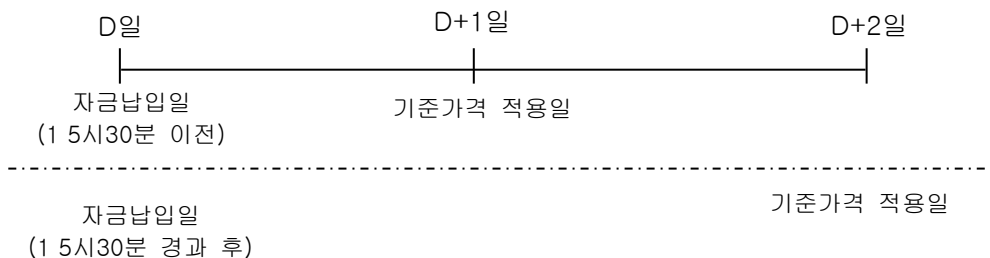 D일 D+1일 D+2일
자금납입일 기준가격 적용일
(1 5시30분 이전)
기준가격 적용일
자금납입일
(1 5시30분 경과 후)